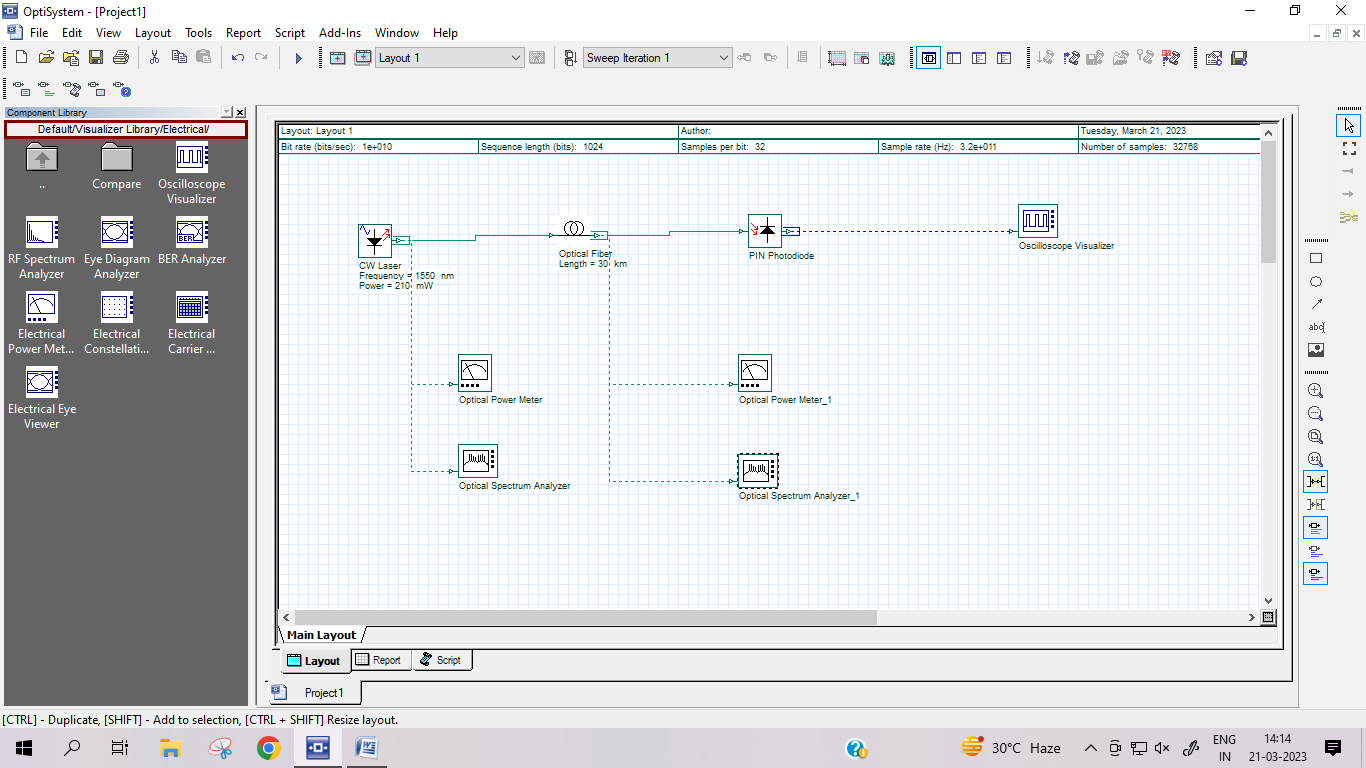 OptiSystem - [Project1]
File Edit View Layout Tools Report Script Add-Ins Window Help
Layout 1
Sweep Iteration 1
Component Library
Default/Visualizer Library/Electrical/
..
Compare
Oscilloscope
Visualizer
RF Spectrum
Analyzer
Eye Diagram
Analyzer
BER
BER Analyzer
Electrical
Power Met...
Electrical
Constellati...
Electrical
Carrier ...
Electrical Eye
Viewer
Layout: Layout 1
Author:
Tuesday, March 21, 2023
Bit rate (bits/sec): 1e+010
Sequence length (bits): 1024
Samples per bit: 32
Sample rate (Hz): 3.2e+011
Number of samples: 32768
CW Laser
Frequency = 1550 nm
Power = 210 mW
Optical Fiber
Length = 30 km
PIN Photodiode
Oscilloscope Visualizer
Optical Power Meter
Optical Power Meter_1
Optical Spectrum Analyzer
Optical Spectrum Analyzer_1
abc
1:1
Main Layout
Layout Report Script
Project1
[CTRL] - Duplicate, [SHIFT] - Add to selection, [CTRL + SHIFT] Resize layout.
30°C Haze
ENG
IN
14:14
21-03-2023